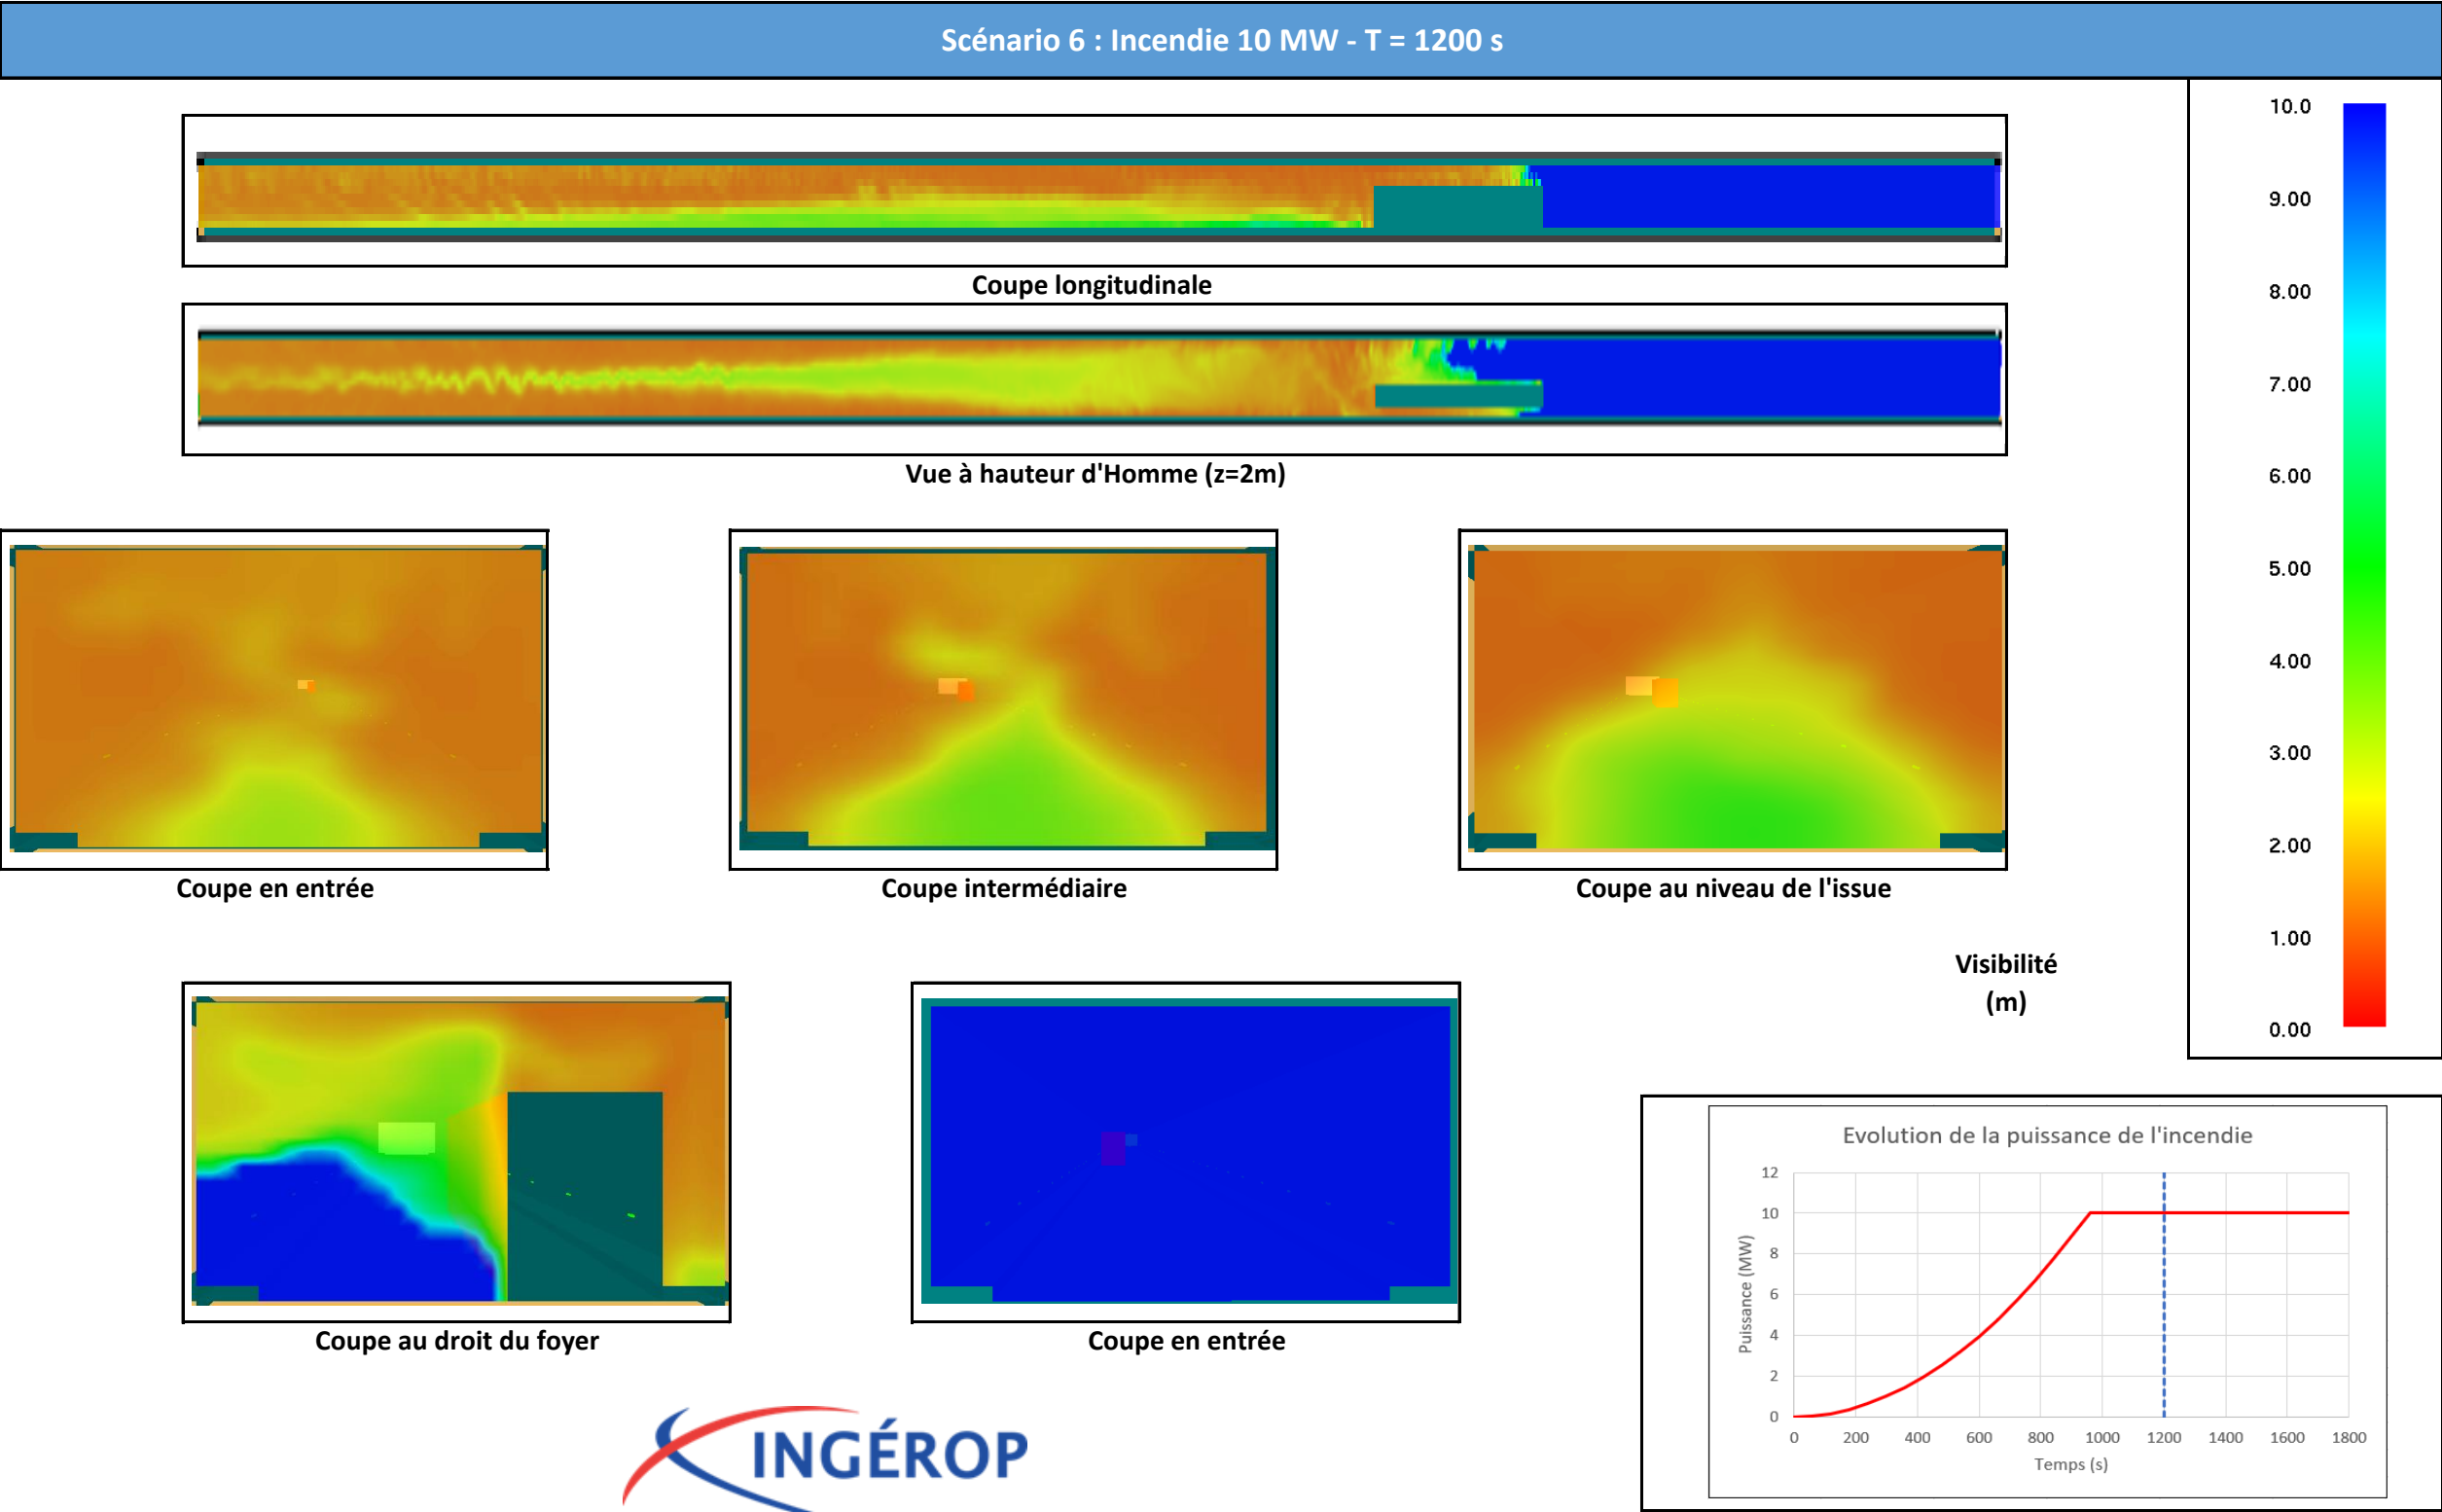 Scénario 6 : Incendie 10 MW - T = 1200 s
Coupe longitudinale
Vue à hauteur d'Homme (z=2m)
Coupe en entrée
Coupe intermédiaire
Coupe au niveau de l'issue
Coupe au droit du foyer
Coupe en entrée
Visibilité
(m)
10.0
9.00
8.00
7.00
6.00
5.00
4.00
3.00
2.00
1.00
0.00
Evolution de la puissance de l'incendie
Puissance (MW)
12
10
8
6
4
2
0
0 200 400 600 800 1000 1200 1400 1600 1800
Temps (s)
INGÉROP